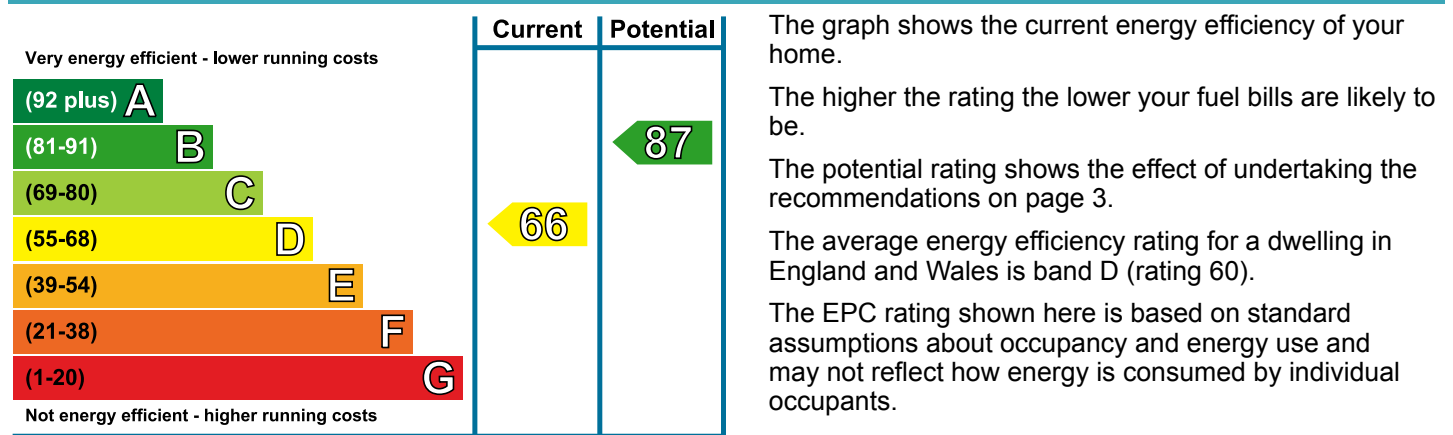 Current Potential
Very energy efficient - lower running costs
(92 plus) A
(81-91) B
87
(69-80) C
(55-68) D
66
(39-54) E
(21-38) F
(1-20) G
Not energy efficient - higher running costs
The graph shows the current energy efficiency of your
home.
The higher the rating the lower your fuel bills are likely to
be.
The potential rating shows the effect of undertaking the
recommendations on page 3.
The average energy efficiency rating for a dwelling in
England and Wales is band D (rating 60).
The EPC rating shown here is based on standard
assumptions about occupancy and energy use and
may not reflect how energy is consumed by individual
occupants.